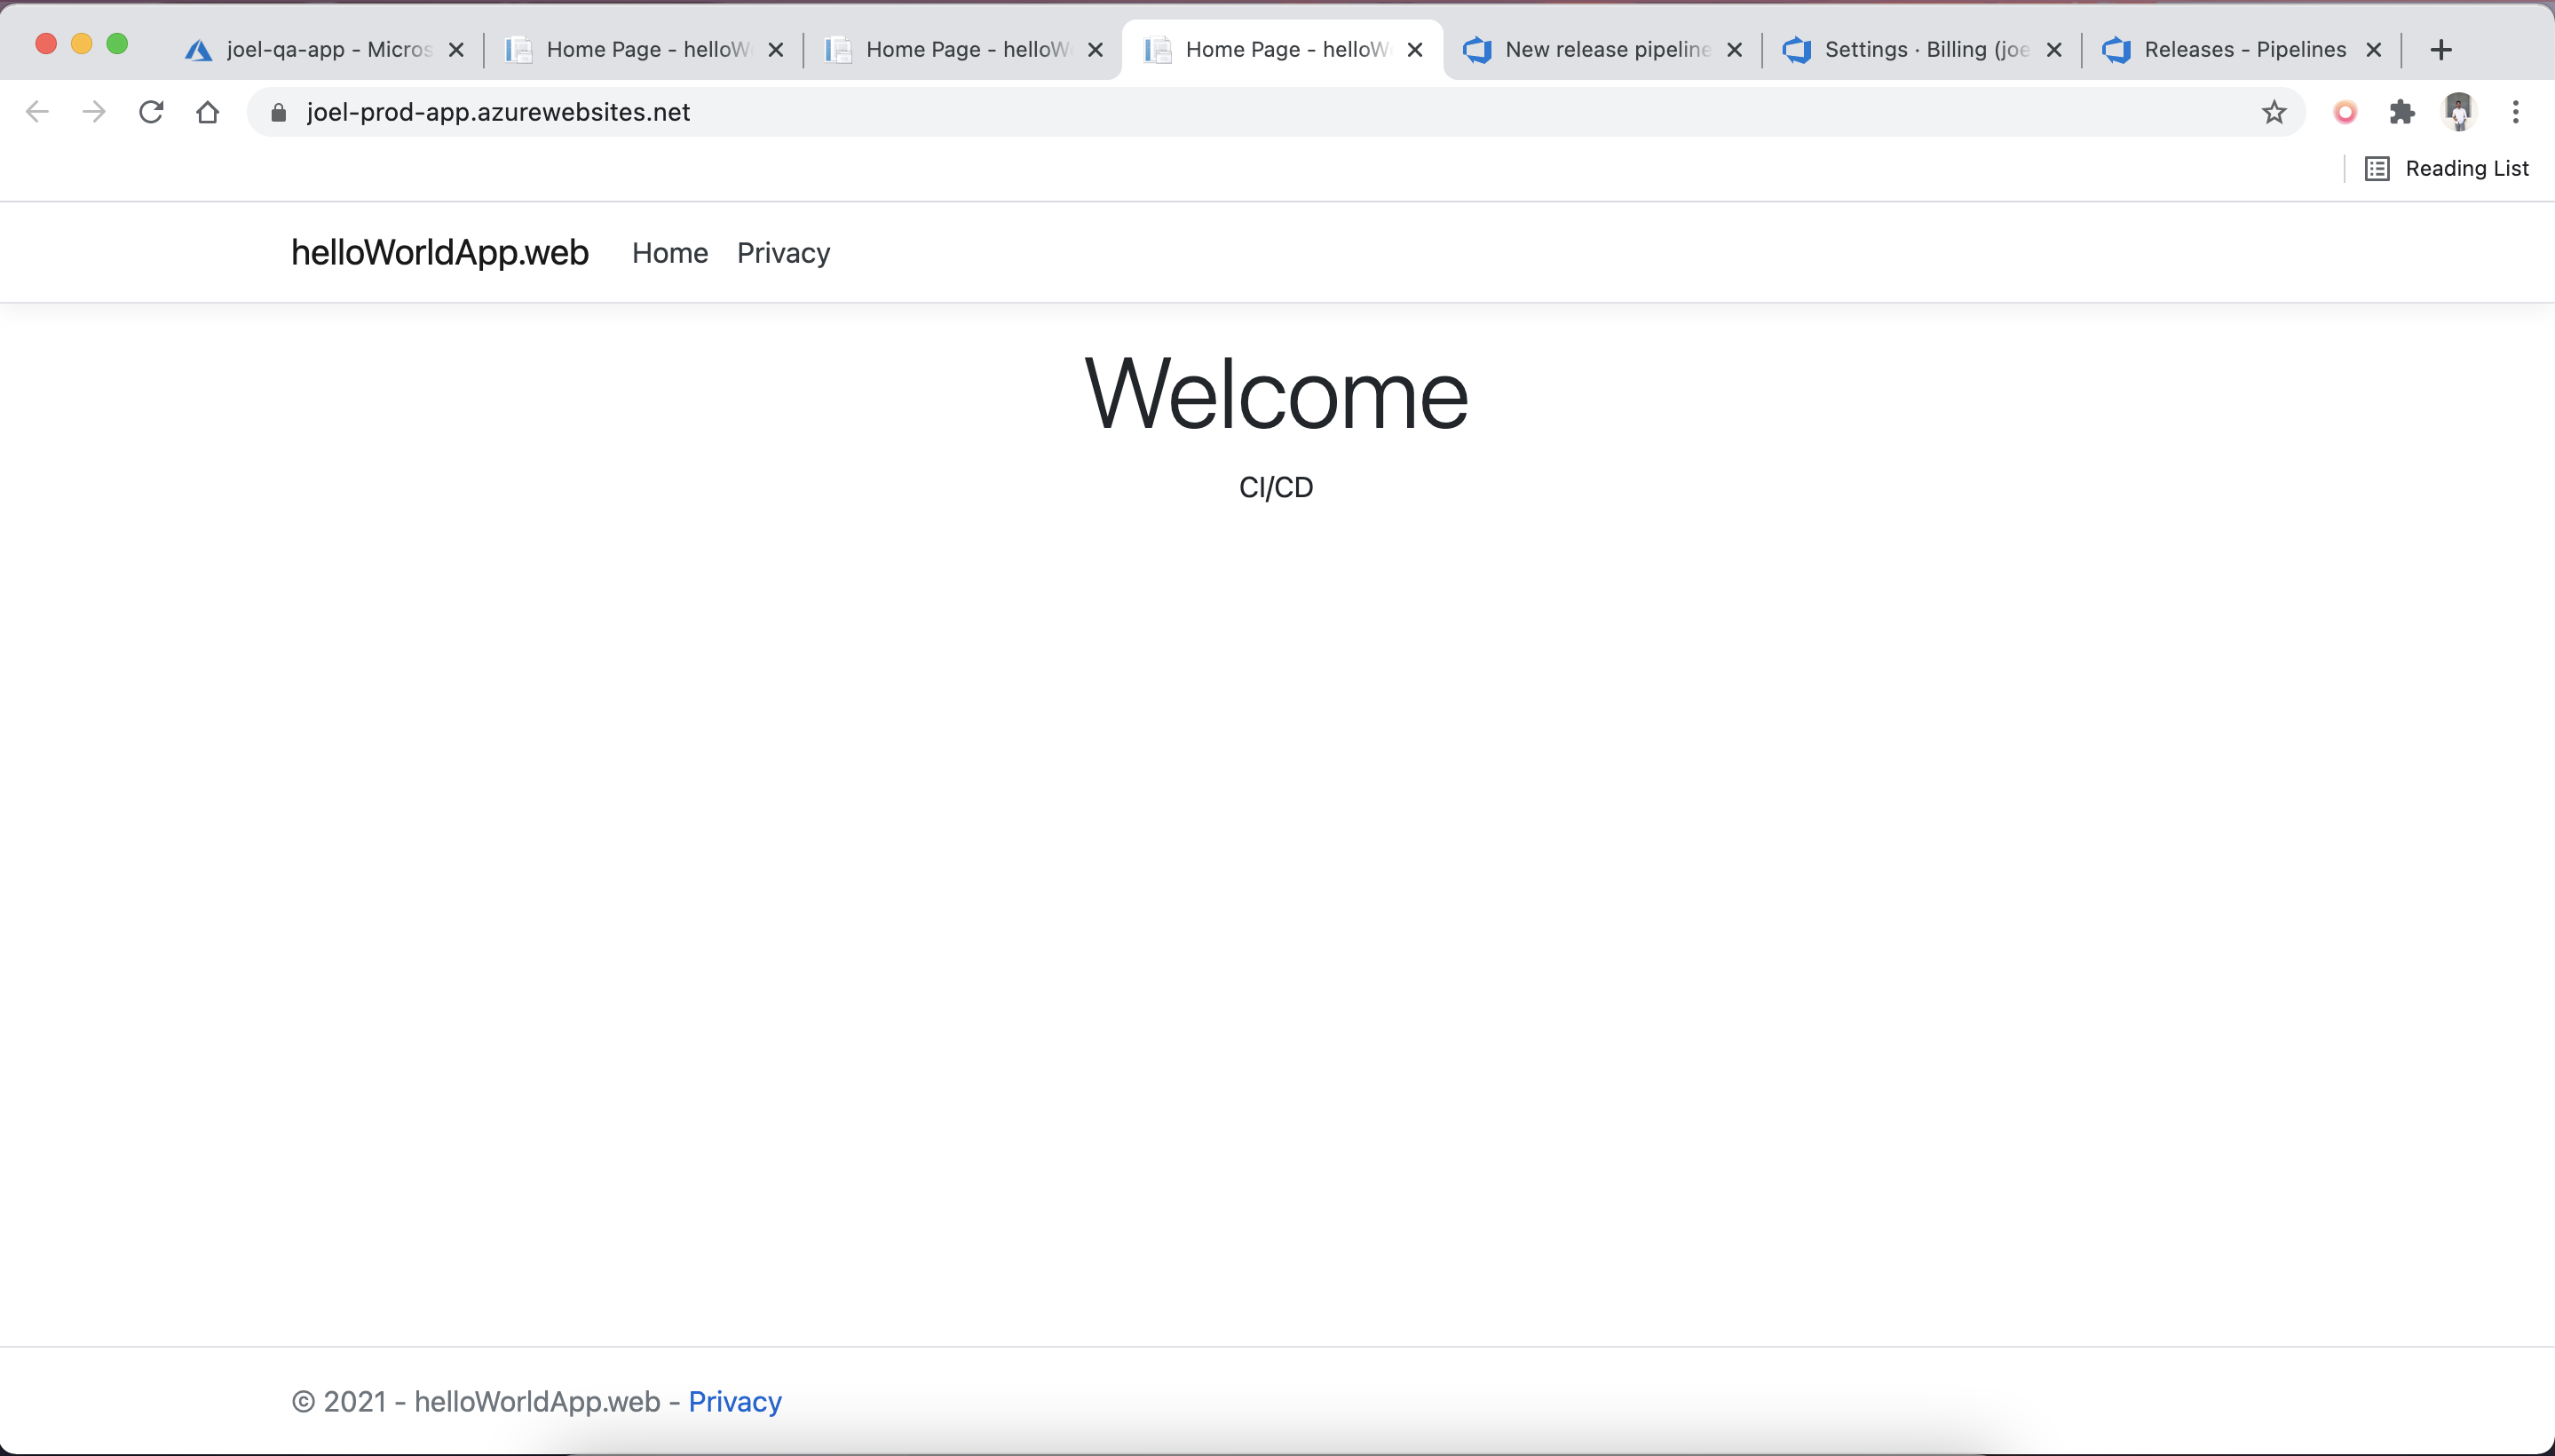 joel-qa-app - Micros
Home Page - helloW
Home Page - helloW
Home Page - helloW
New release pipeline
Settings · Billing (joe
Releases - Pipelines
joel-prod-app.azurewebsites.net
Reading List
helloWorldApp.web Home Privacy
Welcome
CI/CD
© 2021 - helloWorldApp.web - Privacy